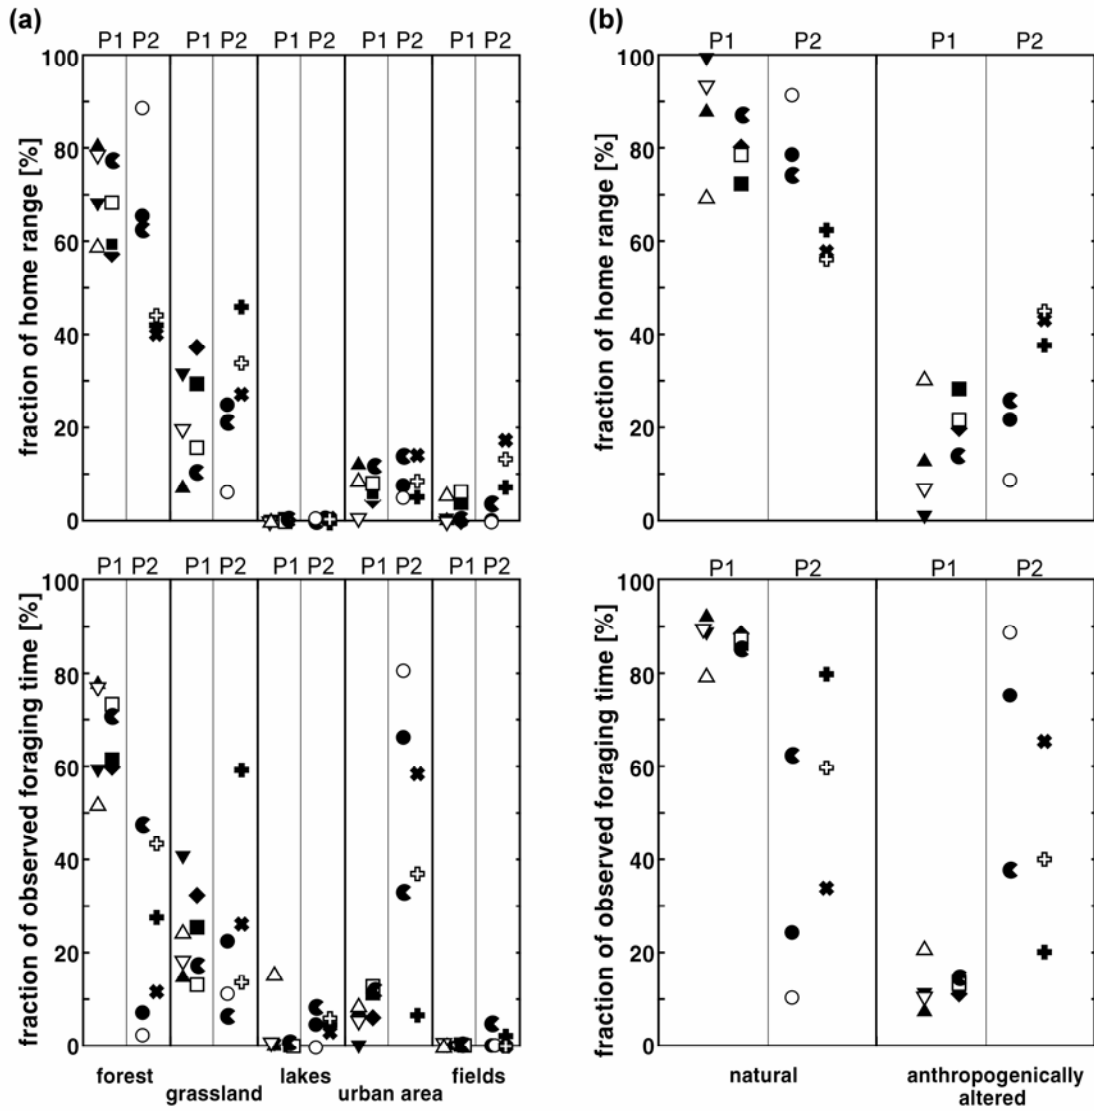 (a)
(b)
P1 P2 P1 P2 P1 P2 P1 P2 P1 P2
P1 P2 P1 P2
fraction of home range [%]
100
80
60
40
20
0
fraction of home range [%]
100
80
60
40
20
0
P1 P2 P1 P2 P1 P2 P1 P2 P1 P2
P1 P2 P1 P2
fraction of observed foraging time [%]
100
80
60
40
20
0
fraction of observed foraging time [%]
100
80
60
40
20
0
forest
grassland
lakes
urban area
fields
natural
anthropogenically
altered